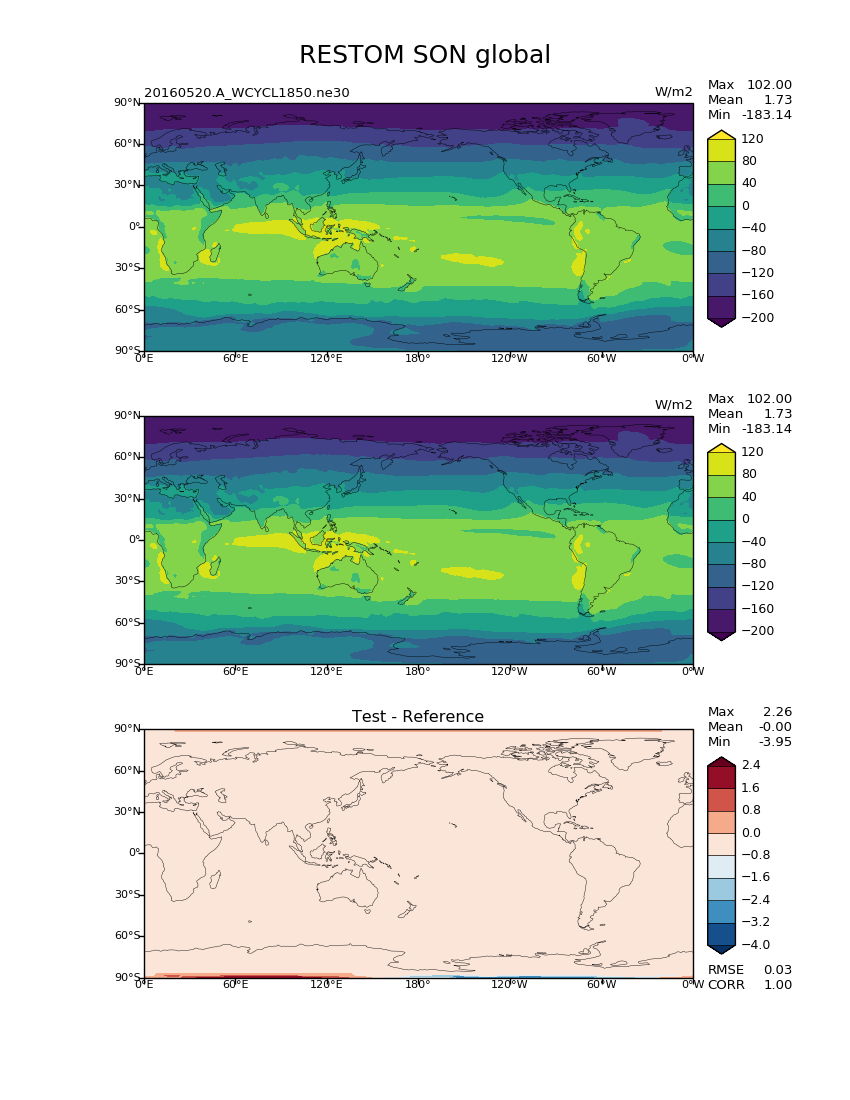 RESTOM SON global
20160520.A_WCYCL1850.ne30
W/m2
Max 102.00
Mean 1.73
Min -183.14
90°N
60°N
30°N
0°
30°S
60°S
90°S
0°E 60°E 120°E 180° 120°W 60°W 0°W
120
80
40
0
−40
−80
−120
−160
−200
W/m2
Max 102.00
Mean 1.73
Min -183.14
90°N
60°N
30°N
0°
30°S
60°S
90°S
0°E 60°E 120°E 180° 120°W 60°W 0°W
120
80
40
0
−40
−80
−120
−160
−200
Test - Reference
Max 2.26
Mean -0.00
Min -3.95
90°N
60°N
30°N
0°
30°S
60°S
90°S
0°E 60°E 120°E 180° 120°W 60°W 0°W
2.4
1.6
0.8
0.0
−0.8
−1.6
−2.4
−3.2
−4.0
RMSE 0.03
CORR 1.00